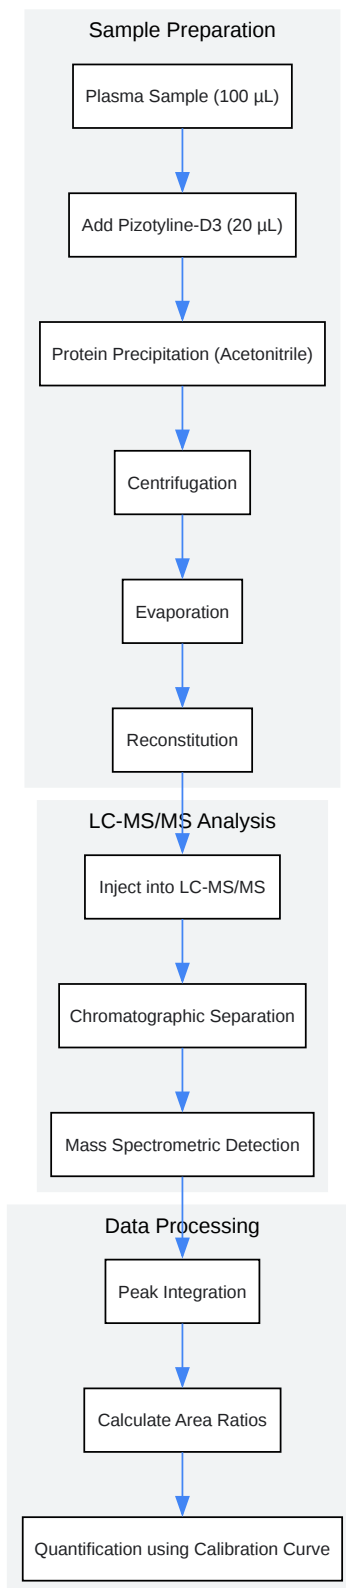 Sample Preparation
Plasma Sample (100 µL)
Add Pizotyline-D3 (20 µL)
Protein Precipitation (Acetonitrile)
Centrifugation
Evaporation
Reconstitution
LC-MS/MS Analysis
Inject into LC-MS/MS
Chromatographic Separation
Mass Spectrometric Detection
Data Processing
Peak Integration
Calculate Area Ratios
Quantification using Calibration Curve